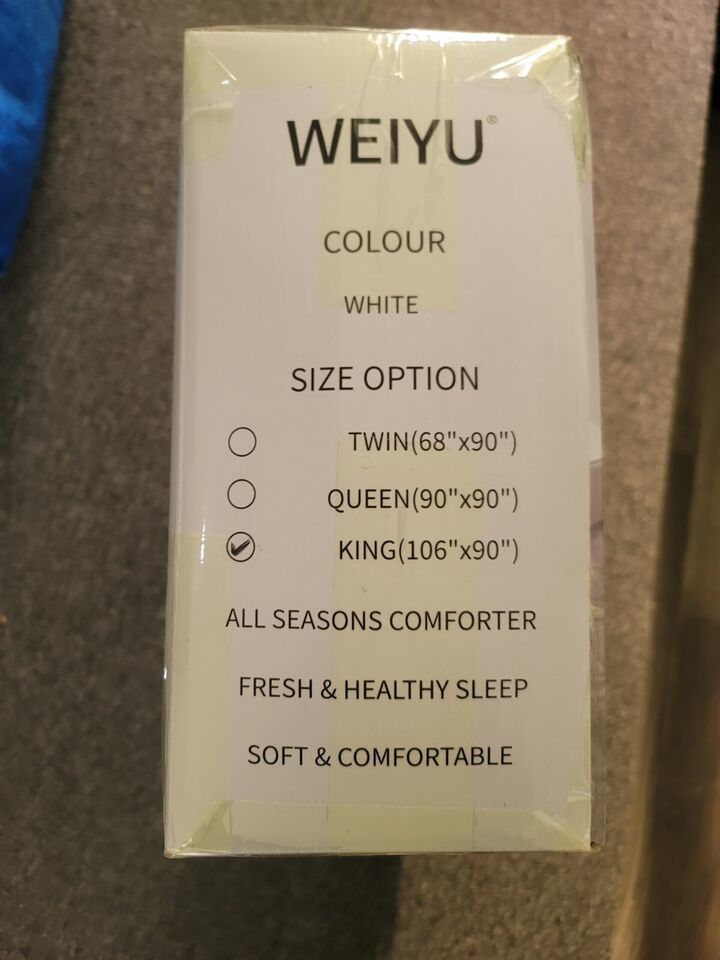 WEIYU®
COLOUR
WHITE
SIZE OPTION
TWIN(68"x90")
QUEEN(90"x90")
KING(106"x90")
ALL SEASONS COMFORTER
FRESH & HEALTHY SLEEP
SOFT & COMFORTABLE